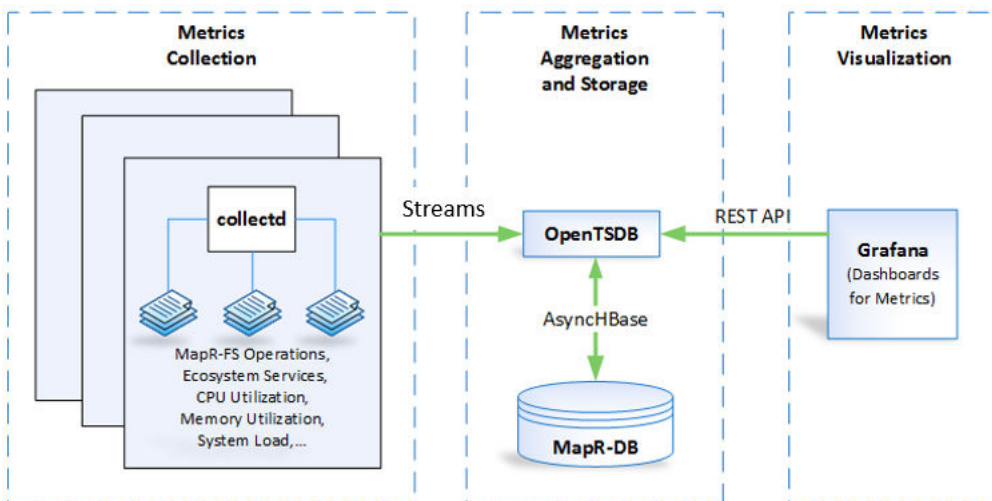 Metrics
Collection
collectd
MapR-FS Operations,
Ecosystem Services,
CPU Utilization,
Memory Utilization,
System Load,...
Streams
Metrics
Aggregation
and Storage
OpenTSDB
AsyncHBase
MapR-DB
REST API
Metrics
Visualization
Grafana
(Dashboards
for Metrics)